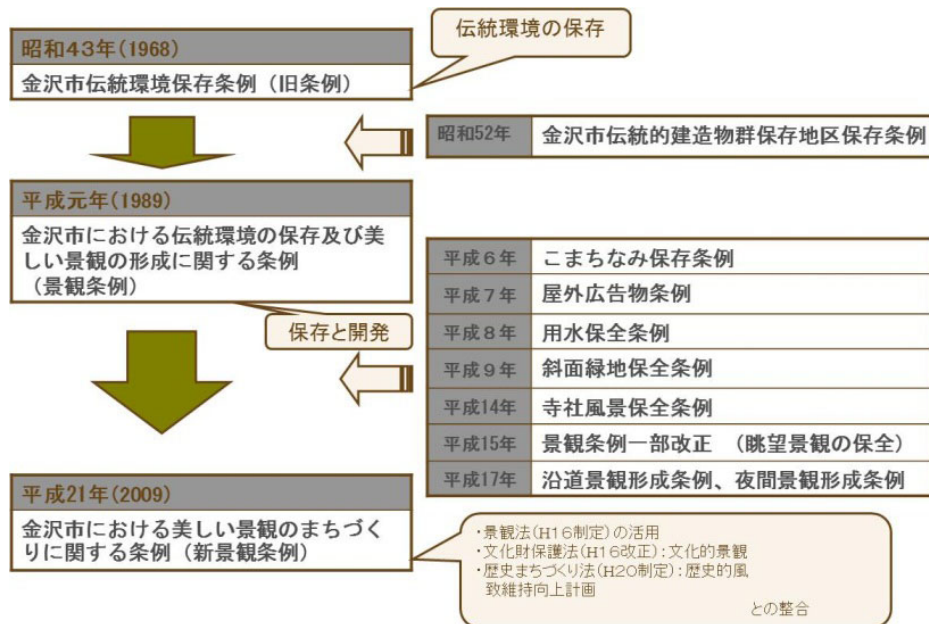 伝統環境の保存
昭和43年(1968)
金沢市伝統環境保存条例（旧条例）
昭和52年 金沢市伝統的建造物群保存地区保存条例
平成元年(1989)
金沢市における伝統環境の保存及び美
しい景観の形成に関する条例
（景観条例）
保存と開発
平成6年 こまちなみ保存条例
平成7年 屋外広告物条例
平成8年 用水保全条例
平成9年 斜面緑地保全条例
平成14年 寺社風景保全条例
平成15年 景観条例一部改正 （眺望景観の保全）
平成17年 沿道景観形成条例、夜間景観形成条例
平成21年(2009)
金沢市における美しい景観のまちづく
りに関する条例（新景観条例）
・景観法(H16制定)の活用
・文化財保護法(H16改正)：文化的景観
・歴史まちづくり法(H20制定)：歴史的風
致維持向上計画
との整合